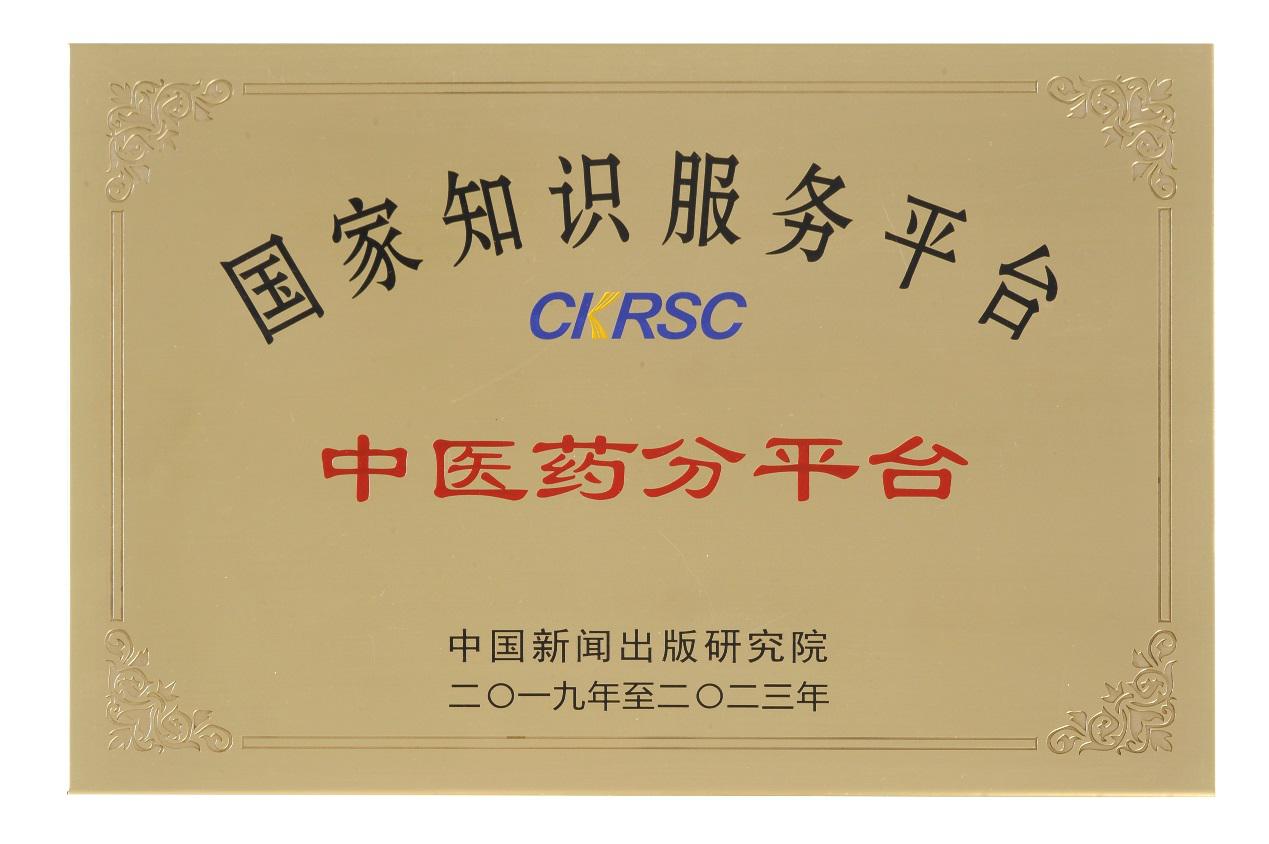 国家知识服务平台
CKRSC
中医药分平台
中国新闻出版研究院
二〇一九年至二〇二三年